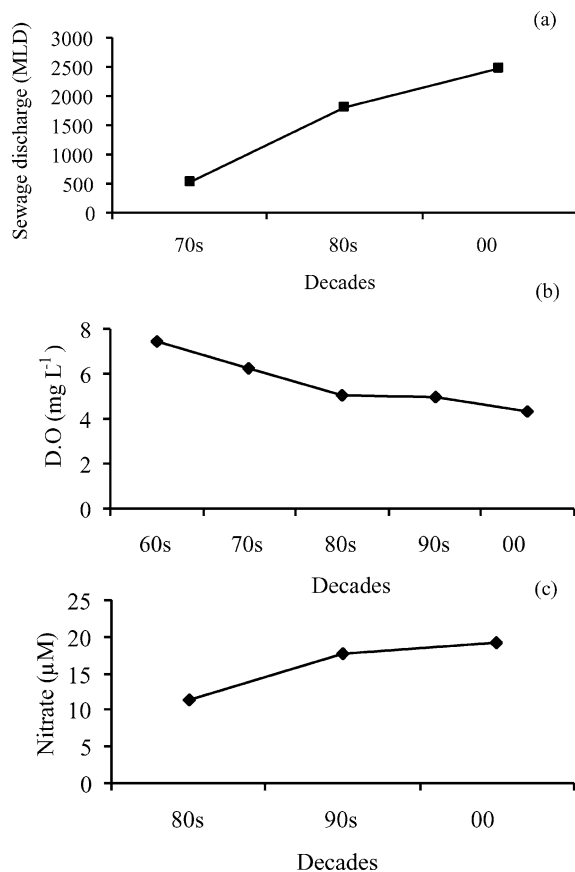 (a)
Sewage discharge (MLD)
3000
2500
2000
1500
1000
500
0
70s 80s 00
Decades
(b)
D.O (mg L-1)
8
6
4
2
0
60s 70s 80s 90s 00
Decades
(c)
Nitrate (µM)
25
20
15
10
5
0
80s 90s 00
Decades